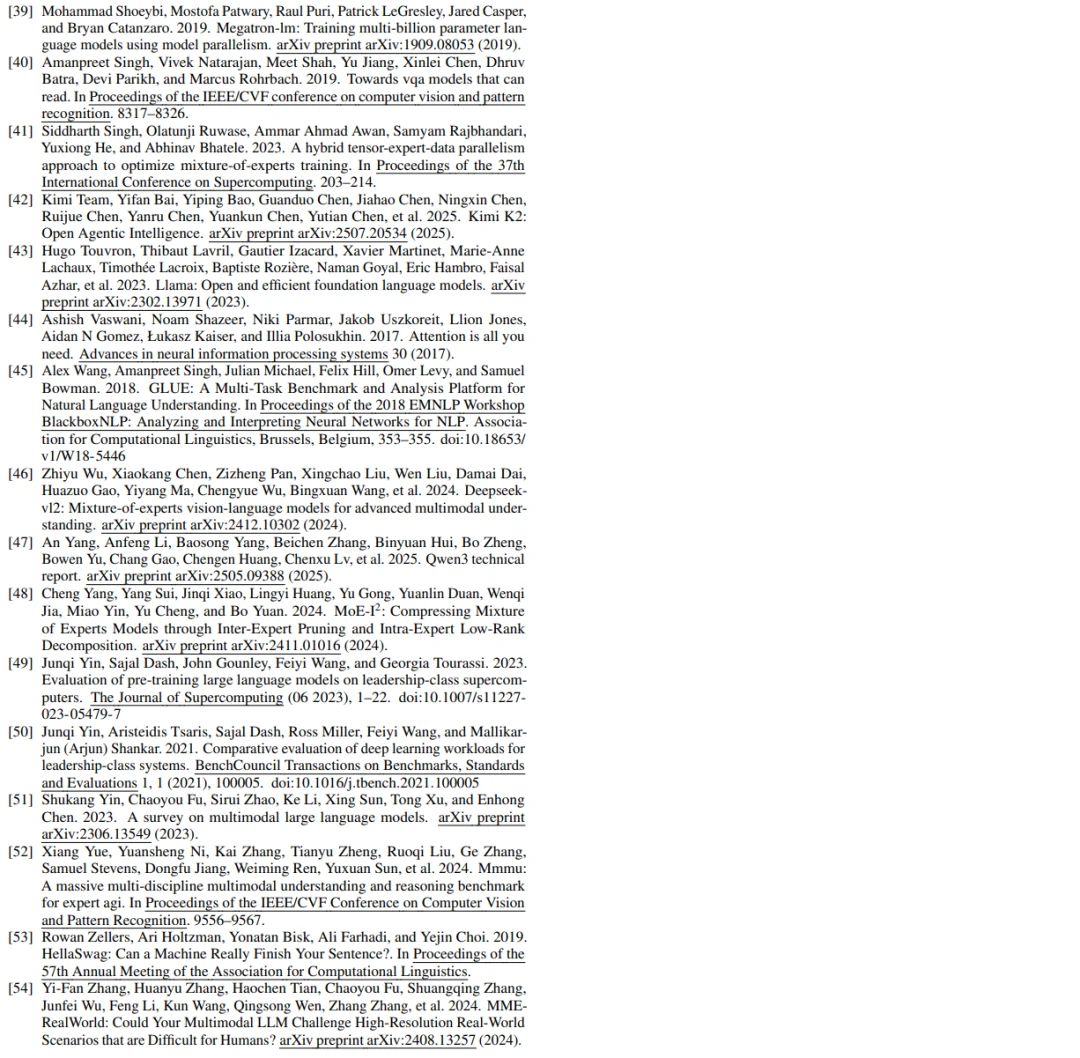 [39] Mohammad Shoeybi, Mostofa Patwary, Raul Puri, Patrick LeGresley, Jared Casper,
and Bryan Catanzaro. 2019. Megatron-lm: Training multi-billion parameter lan-
guage models using model parallelism. arXiv preprint arXiv:1909.08053 (2019).
[40] Amanpreet Singh, Vivek Natarajan, Meet Shah, Yu Jiang, Xinlei Chen, Dhruv
Batra, Devi Parikh, and Marcus Rohrbach. 2019. Towards vqa models that can
read. In Proceedings of the IEEE/CVF conference on computer vision and pattern
recognition. 8317–8326.
[41] Siddharth Singh, Olatunji Ruwase, Ammar Ahmad Awan, Samyam Rajbhandari,
Yuxiong He, and Abhinav Bhatele. 2023. A hybrid tensor-expert-data parallelism
approach to optimize mixture-of-experts training. In Proceedings of the 37th
International Conference on Supercomputing. 203–214.
[42] Kimi Team, Yifan Bai, Yiping Bao, Guanduo Chen, Jiahao Chen, Ningxin Chen,
Ruijue Chen, Yanru Chen, Yuankun Chen, Yutian Chen, et al. 2025. Kimi K2:
Open Agentic Intelligence. arXiv preprint arXiv:2507.20534 (2025).
[43] Hugo Touvron, Thibaut Lavril, Gautier Izacard, Xavier Martinet, Marie-Anne
Lachaux, Timothée Lacroix, Baptiste Rozière, Naman Goyal, Eric Hambro, Faisal
Azhar, et al. 2023. Llama: Open and efficient foundation language models. arXiv
preprint arXiv:2302.13971 (2023).
[44] Ashish Vaswani, Noam Shazeer, Niki Parmar, Jakob Uszkoreit, Llion Jones,
Aidan N Gomez, Łukasz Kaiser, and Illia Polosukhin. 2017. Attention is all you
need. Advances in neural information processing systems 30 (2017).
[45] Alex Wang, Amanpreet Singh, Julian Michael, Felix Hill, Omer Levy, and Samuel
Bowman. 2018. GLUE: A Multi-Task Benchmark and Analysis Platform for
Natural Language Understanding. In Proceedings of the 2018 EMNLP Workshop
BlackboxNLP: Analyzing and Interpreting Neural Networks for NLP. Associa-
tion for Computational Linguistics, Brussels, Belgium, 353–355. doi:10.18653/
v1/W18-5446
[46] Zhiyu Wu, Xiaokang Chen, Zizheng Pan, Xingchao Liu, Wen Liu, Damai Dai,
Huazuo Gao, Yiyang Ma, Chengyue Wu, Bingxuan Wang, et al. 2024. Deepseek-
vl2: Mixture-of-experts vision-language models for advanced multimodal under-
standing. arXiv preprint arXiv:2412.10302 (2024).
[47] An Yang, Anfeng Li, Baosong Yang, Beichen Zhang, Binyuan Hui, Bo Zheng,
Bowen Yu, Chang Gao, Chengen Huang, Chenxu Lv, et al. 2025. Qwen3 technical
report. arXiv preprint arXiv:2505.09388 (2025).
[48] Cheng Yang, Yang Sui, Jinqi Xiao, Lingyi Huang, Yu Gong, Yuanlin Duan, Wenqi
Jia, Miao Yin, Yu Cheng, and Bo Yuan. 2024. MoE-I²: Compressing Mixture
of Experts Models through Inter-Expert Pruning and Intra-Expert Low-Rank
Decomposition. arXiv preprint arXiv:2411.01016 (2024).
[49] Junqi Yin, Sajal Dash, John Gounley, Feiyi Wang, and Georgia Tourassi. 2023.
Evaluation of pre-training large language models on leadership-class supercom-
puters. The Journal of Supercomputing (06 2023), 1–22. doi:10.1007/s11227-
023-05479-7
[50] Junqi Yin, Aristeidis Tsaris, Sajal Dash, Ross Miller, Feiyi Wang, and Mallikar-
jun (Arjun) Shankar. 2021. Comparative evaluation of deep learning workloads for
leadership-class systems. BenchCouncil Transactions on Benchmarks, Standards
and Evaluations 1, 1 (2021), 100005. doi:10.1016/j.tbench.2021.100005
[51] Shukang Yin, Chaoyou Fu, Sirui Zhao, Ke Li, Xing Sun, Tong Xu, and Enhong
Chen. 2023. A survey on multimodal large language models. arXiv preprint
arXiv:2306.13549 (2023).
[52] Xiang Yue, Yuansheng Ni, Kai Zhang, Tianyu Zheng, Ruoqi Liu, Ge Zhang,
Samuel Stevens, Dongfu Jiang, Weiming Ren, Yuxuan Sun, et al. 2024. Mmmu:
A massive multi-discipline multimodal understanding and reasoning benchmark
for expert agi. In Proceedings of the IEEE/CVF Conference on Computer Vision
and Pattern Recognition. 9556–9567.
[53] Rowan Zellers, Ari Holtzman, Yonatan Bisk, Ali Farhadi, and Yejin Choi. 2019.
HellaSwag: Can a Machine Really Finish Your Sentence?. In Proceedings of the
57th Annual Meeting of the Association for Computational Linguistics.
[54] Yi-Fan Zhang, Huanyu Zhang, Haochen Tian, Chaoyou Fu, Shuangqing Zhang,
Junfei Wu, Feng Li, Kun Wang, Qingsong Wen, Zhang Zhang, et al. 2024. MME-
RealWorld: Could Your Multimodal LLM Challenge High-Resolution Real-World
Scenarios that are Difficult for Humans? arXiv preprint arXiv:2408.13257 (2024).